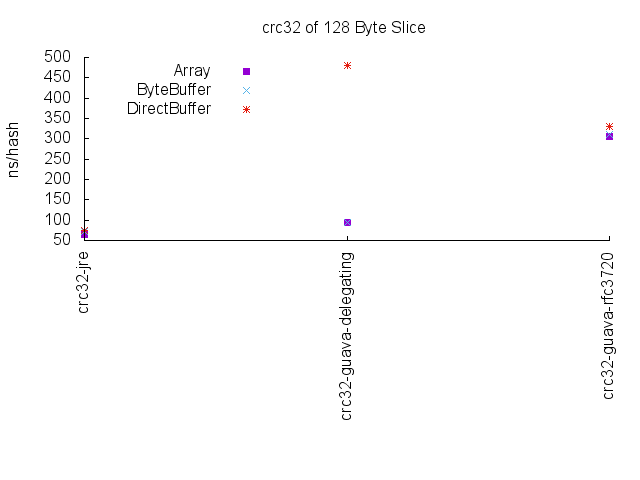 crc32 of 128 Byte Slice
500
450
400
350
300
250
200
150
100
50
ns/hash
Array
ByteBuffer
DirectBuffer
crc32-jre
crc32-guava-delegating
crc32-guava-rfc3720